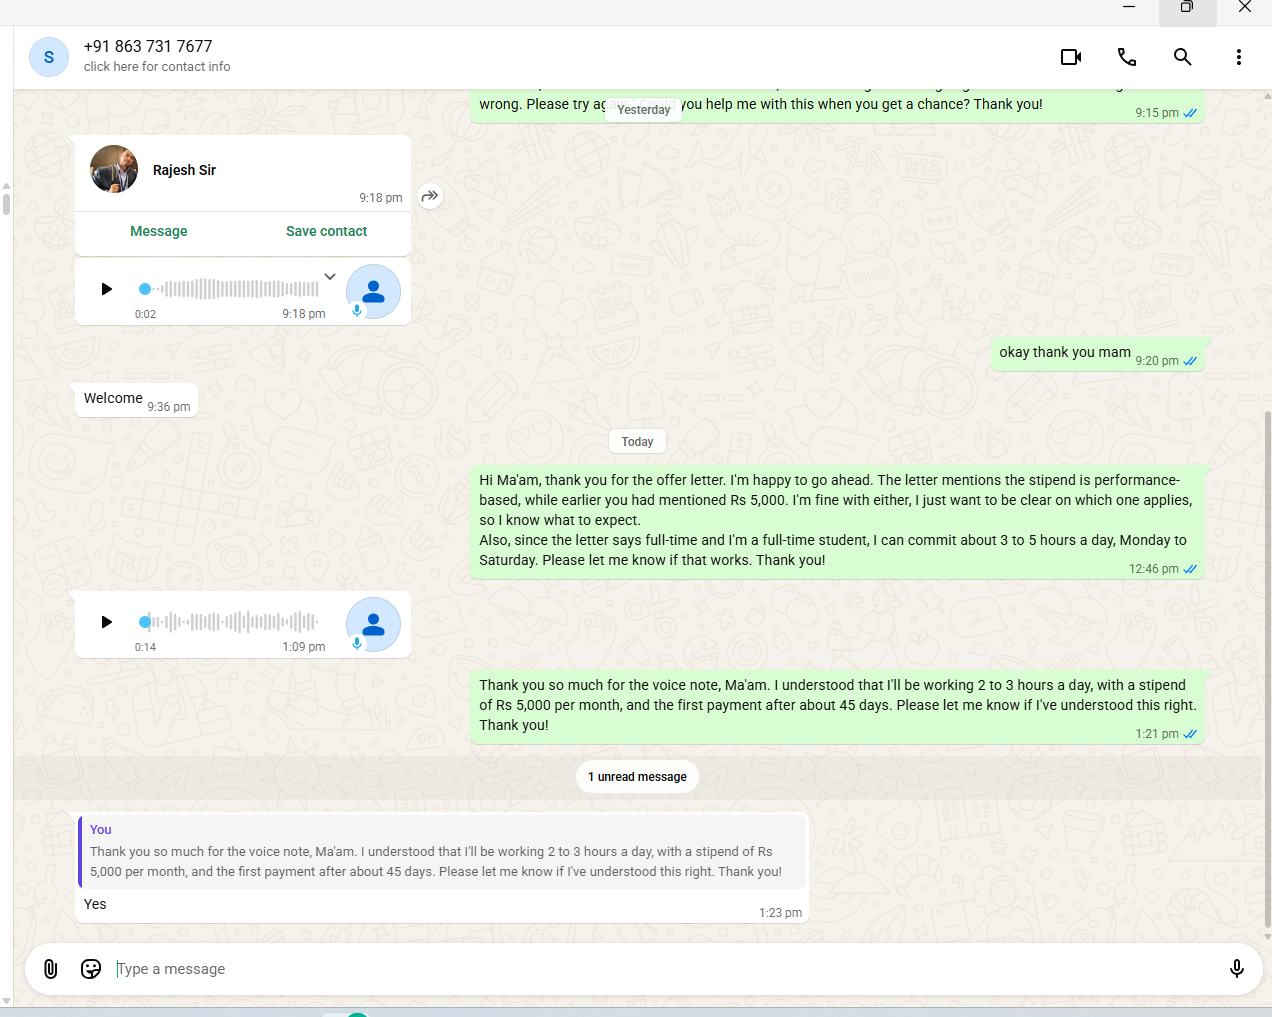 +91 863 731 7677
click here for contact info
wrong. Please try you help me with this when you get a chance? Thank you!
9:15 pm
Yesterday
Rajesh Sir
9:18 pm
Message
Save contact
0:02
9:18 pm
okay thank you mam
9:20 pm
Welcome
9:36 pm
Today
Hi Ma'am, thank you for the offer letter. I'm happy to go ahead. The letter mentions the stipend is performance-
based, while earlier you had mentioned Rs 5,000. I'm fine with either, I just want to be clear on which one applies,
so I know what to expect.
Also, since the letter says full-time and I'm a full-time student, I can commit about 3 to 5 hours a day, Monday to
Saturday. Please let me know if that works. Thank you!
12:46 pm
0:14
1:09 pm
Thank you so much for the voice note, Ma'am. I understood that I'll be working 2 to 3 hours a day, with a stipend
of Rs 5,000 per month, and the first payment after about 45 days. Please let me know if I've understood this right.
Thank you!
1:21 pm
1 unread message
You
Thank you so much for the voice note, Ma'am. I understood that I'll be working 2 to 3 hours a day, with a stipend of Rs
5,000 per month, and the first payment after about 45 days. Please let me know if I've understood this right. Thank you!
Yes
1:23 pm
Type a message
S